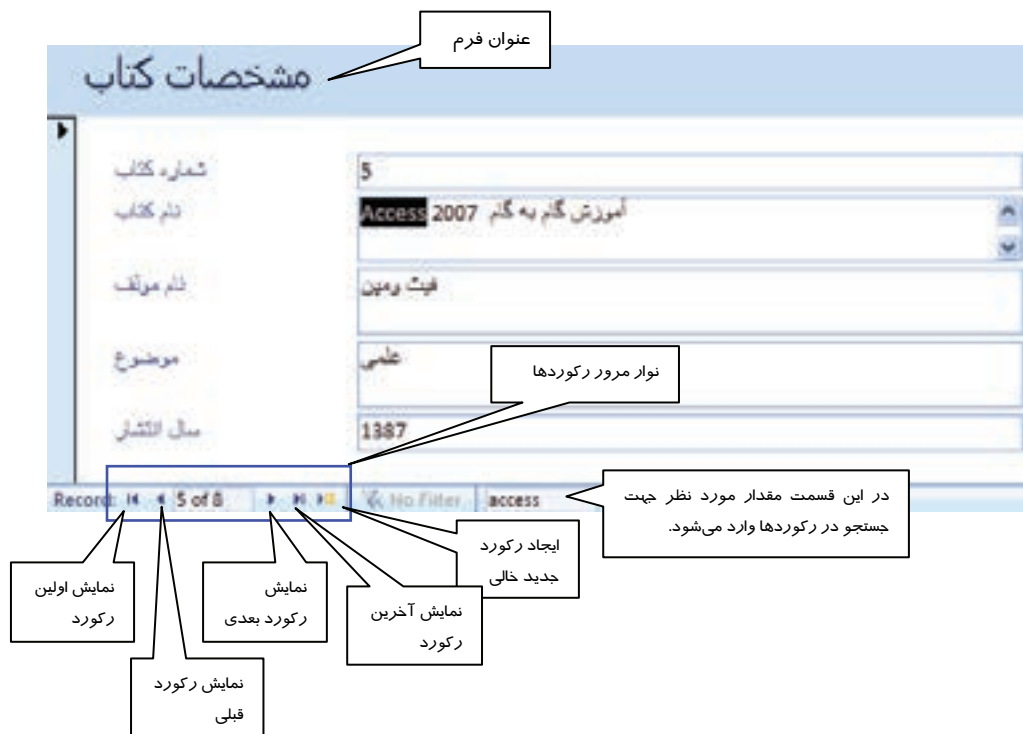 عنوان فرم
مشخصات کتاب
شماره کتاب
5
نام کتاب
آموزش گام به گام Access 2007
نام مولف
فیث ومپن
موضوع
علمی
نوار مرور رکوردها
سال انتشار
1387
Record: 5 of 8 No Filter access
در این قسمت مقدار مورد نظر جهت
جستجو در رکوردها وارد می‌شود.
ایجاد رکورد
جدید خالی
نمایش اولین
رکورد
نمایش
رکورد بعدی
نمایش آخرین
رکورد
نمایش رکورد
قبلی